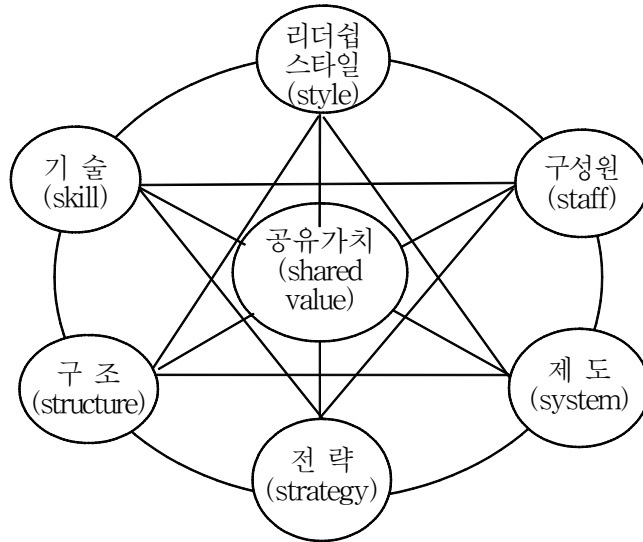 리더쉽
스타일
(style)
기 술
(skill)
구성원
(staff)
공유가치
(shared
value)
구 조
(structure)
제 도
(system)
전 략
(strategy)